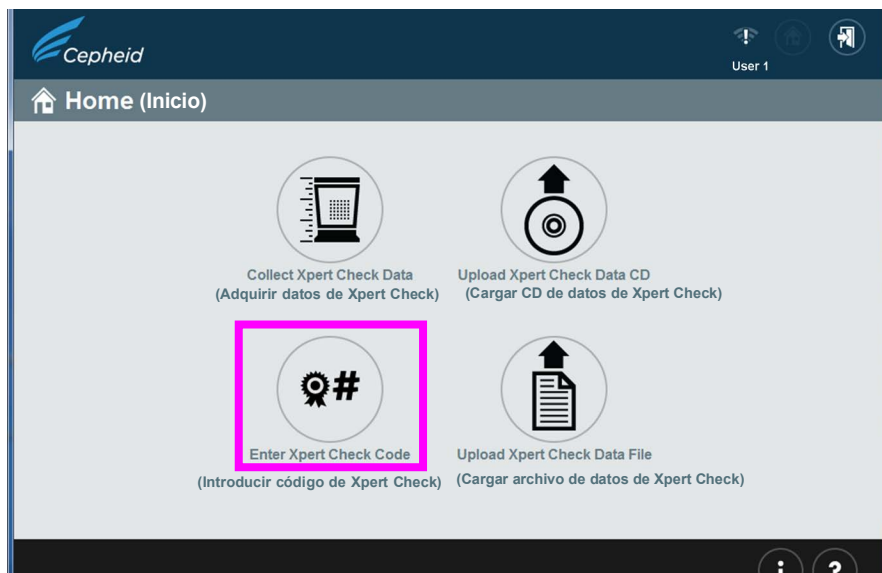 Cepheid
User 1
Home (Inicio)
Collect Xpert Check Data
(Adquirir datos de Xpert Check)
Upload Xpert Check Data CD
(Cargar CD de datos de Xpert Check)
#
Enter Xpert Check Code
(Introducir código de Xpert Check)
Upload Xpert Check Data File
(Cargar archivo de datos de Xpert Check)
i ?